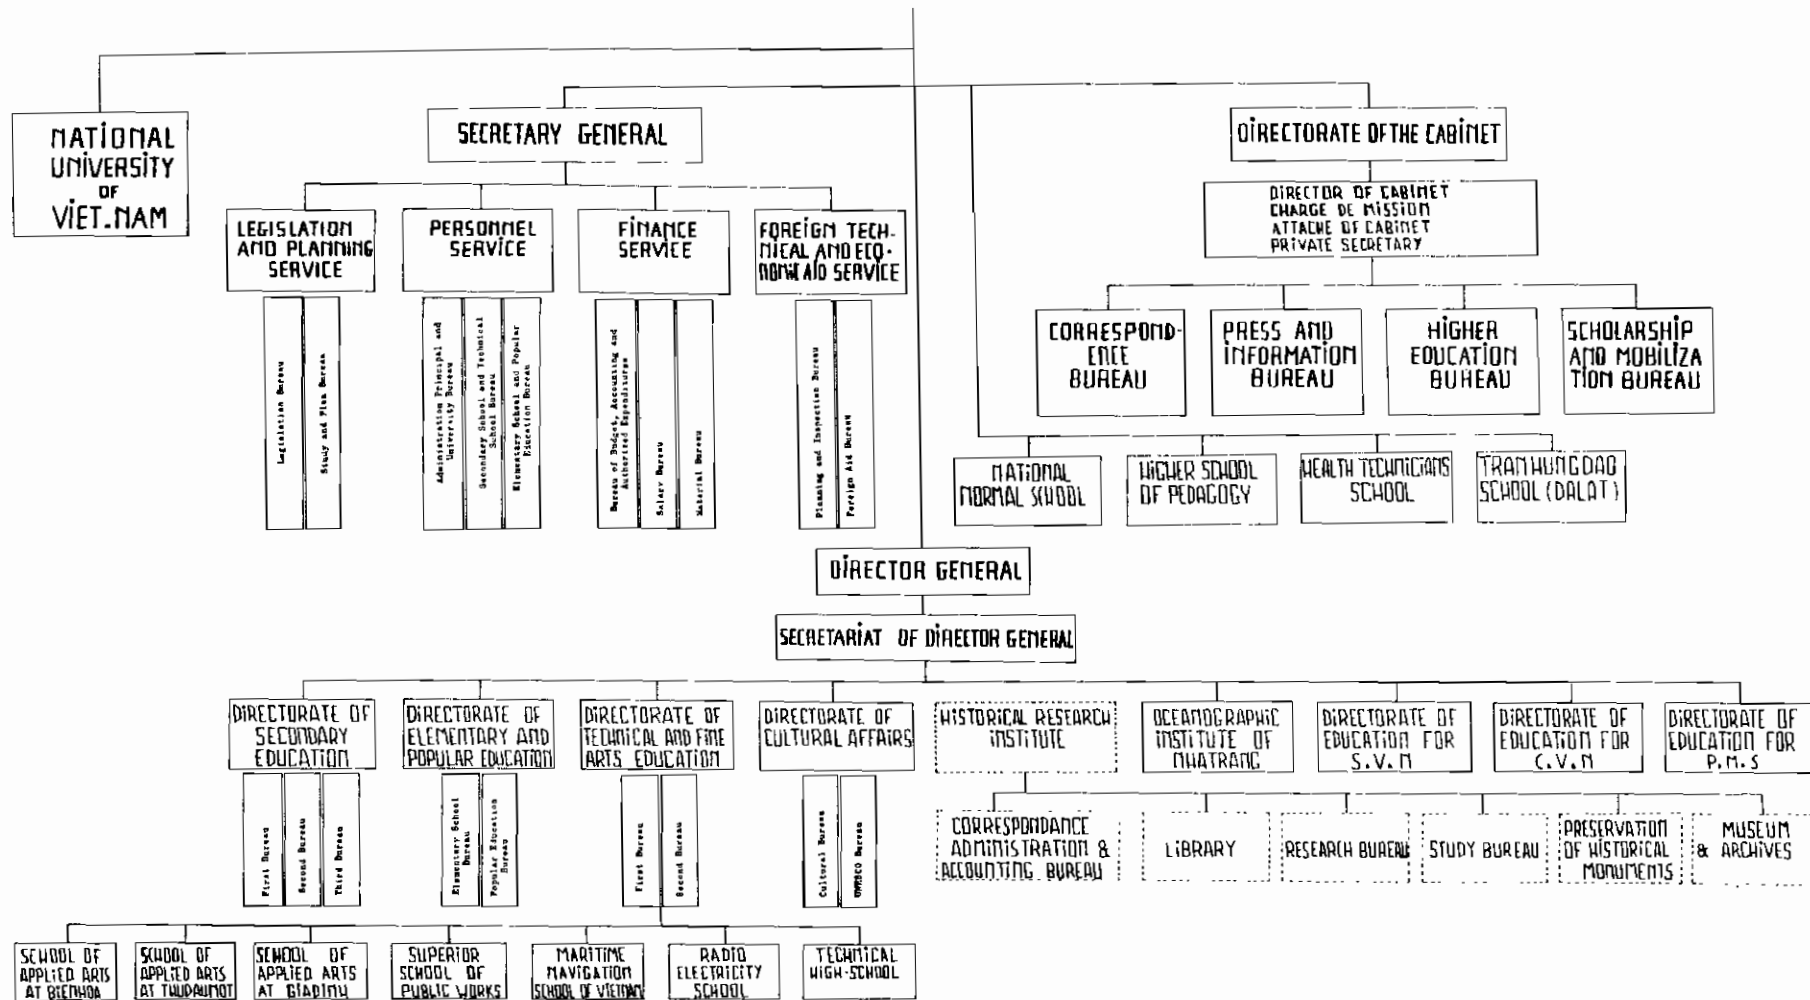 NATIONAL
UNIVERSITY
OF
VIET.NAM
SECRETARY GENERAL
DIRECTORATE OF THE CABINET
DIRECTOR OF CABINET
CHARGE DE MISSION
ATTACHE OF CABINET
PRIVATE SECRETARY
LEGISLATION
AND PLANNING
SERVICE
PERSONNEL
SERVICE
FINANCE
SERVICE
FOREIGN TECH-
NICAL AND ECO-
NOMIC AID SERVICE
Legislation Bureau
Study and Plan Bureau
Administration Principal and
University Bureau
Secondary School and Technical
School Bureau
Elementary School and Popular
Education Bureau
Bureau of Budget, Accounting and
Authorized Expenditures
Salary Bureau
Material Bureau
Planning and Inspection Bureau
Foreign Aid Bureau
CORRESPOND-
ENCE
BUREAU
PRESS AND
INFORMATION
BUREAU
HIGHER
EDUCATION
BUREAU
SCHOLARSHIP
AND MOBILIZA
TION BUREAU
NATIONAL
NORMAL SCHOOL
HIGHER SCHOOL
OF PEDAGOGY
HEALTH TECHNICIANS
SCHOOL
TRAN HUNG DAO
SCHOOL (DALAT)
DIRECTOR GENERAL
SECRETARIAT OF DIRECTOR GENERAL
DIRECTORATE OF
SECONDARY
EDUCATION
DIRECTORATE OF
ELEMENTARY AND
POPULAR EDUCATION
DIRECTORATE OF
TECHNICAL AND FINE
ARTS EDUCATION
DIRECTORATE OF
CULTURAL AFFAIRS
HISTORICAL RESEARCH
INSTITUTE
OCEANOGRAPHIC
INSTITUTE OF
NHATRANG
DIRECTORATE OF
EDUCATION FOR
S.V.N
DIRECTORATE OF
EDUCATION FOR
C.V.N
DIRECTORATE OF
EDUCATION FOR
P.M.S
First Bureau
Second Bureau
Third Bureau
Elementary School
Bureau
Popular Education
Bureau
First Bureau
Second Bureau
Cultural Bureau
UNESCO Bureau
CORRESPONDANCE
ADMINISTRATION &
ACCOUNTING BUREAU
LIBRARY
RESEARCH BUREAU
STUDY BUREAU
PRESERVATION
OF HISTORICAL
MONUMENTS
MUSEUM
& ARCHIVES
SCHOOL OF
APPLIED ARTS
AT BIENHOA
SCHOOL OF
APPLIED ARTS
AT THUDAUMOT
SCHOOL OF
APPLIED ARTS
AT GIADINH
SUPERIOR
SCHOOL OF
PUBLIC WORKS
MARITIME
NAVIGATION
SCHOOL OF VIETNAM
RADIO
ELECTRICITY
SCHOOL
TECHNICAL
HIGH-SCHOOL